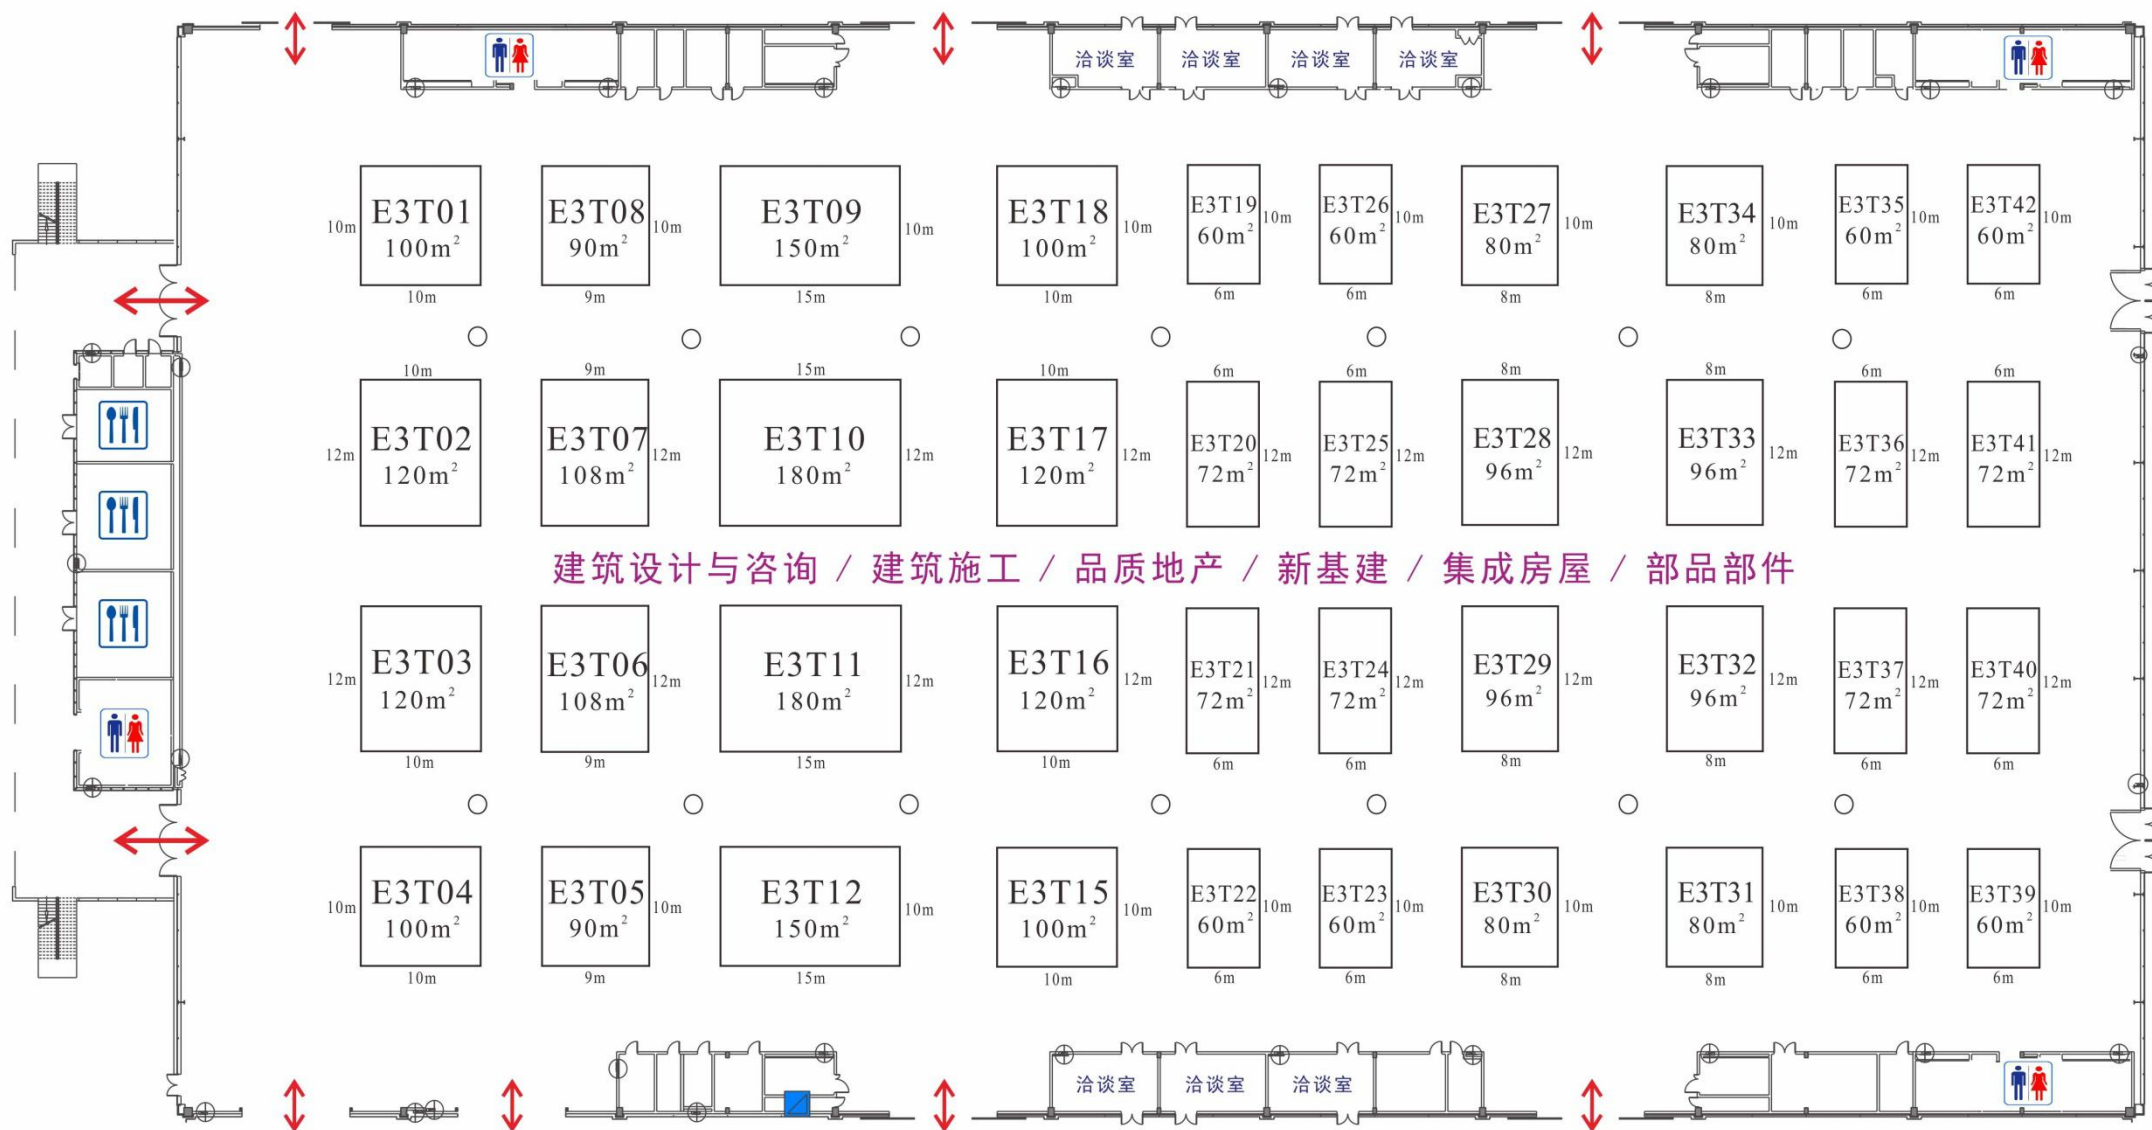 洽谈室 洽谈室 洽谈室 洽谈室
E3T01 E3T08 E3T09 E3T18 E3T19 E3T26 E3T27 E3T34 E3T35 E3T42
10m 10m 10m 10m 10m 10m 10m 10m 10m 10m
100m² 90m² 150m² 100m² 60m² 60m² 80m² 80m² 60m² 60m²
10m 9m 15m 10m 6m 6m 8m 8m 6m 6m
10m 9m 15m 10m 6m 6m 8m 8m 6m 6m
E3T02 E3T07 E3T10 E3T17 E3T20 E3T25 E3T28 E3T33 E3T36 E3T41
12m 12m 12m 12m 12m 12m 12m 12m 12m 12m
120m² 108m² 180m² 120m² 72m² 72m² 96m² 96m² 72m² 72m²
建筑设计与咨询 / 建筑施工 / 品质地产 / 新基建 / 集成房屋 / 部品部件
E3T03 E3T06 E3T11 E3T16 E3T21 E3T24 E3T29 E3T32 E3T37 E3T40
12m 12m 12m 12m 12m 12m 12m 12m 12m 12m
120m² 108m² 180m² 120m² 72m² 72m² 96m² 96m² 72m² 72m²
10m 9m 15m 10m 6m 6m 8m 8m 6m 6m
E3T04 E3T05 E3T12 E3T15 E3T22 E3T23 E3T30 E3T31 E3T38 E3T39
10m 10m 10m 10m 10m 10m 10m 10m 10m 10m
100m² 90m² 150m² 100m² 60m² 60m² 80m² 80m² 60m² 60m²
10m 9m 15m 10m 6m 6m 8m 8m 6m 6m
洽谈室 洽谈室 洽谈室